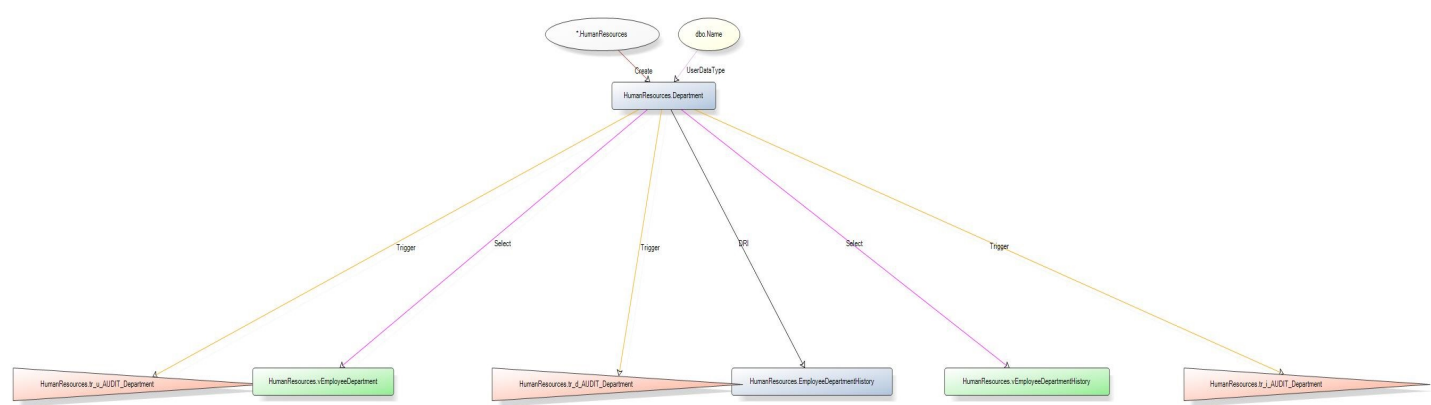 *.HumanResources
dbo.Name
Create
UserDataType
HumanResources.Department
Trigger
Select
Trigger
DRI
Select
Trigger
HumanResources.tr_u_AUDIT_Department
HumanResources.vEmployeeDepartment
HumanResources.tr_d_AUDIT_Department
HumanResources.EmployeeDepartmentHistory
HumanResources.vEmployeeDepartmentHistory
HumanResources.tr_i_AUDIT_Department